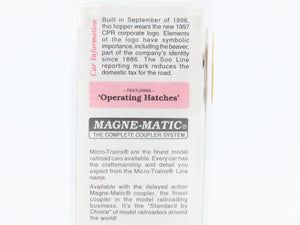 Car Information
Built in September of 1996,
this hopper wears the new 1997
CPR corporate logo. Elements
of the logo have symbolic
importance, including the beaver,
part of the company's identity
since 1886. The Soo Line
reporting mark reduces the
domestic tax for the road.
– FEATURING –
'Operating Hatches'
MAGNE-MATIC®
THE COMPLETE COUPLER SYSTEM
Micro-Trains® are the finest model
railroad cars available. Every car has
the craftsmanship and detail you
expect from the Micro-Trains® Line
name.
Available with the delayed action
Magne-Matic® coupler, the finest
coupler in the model railroading
business. It's the "Standard by
Choice" of model railroaders around
the world!